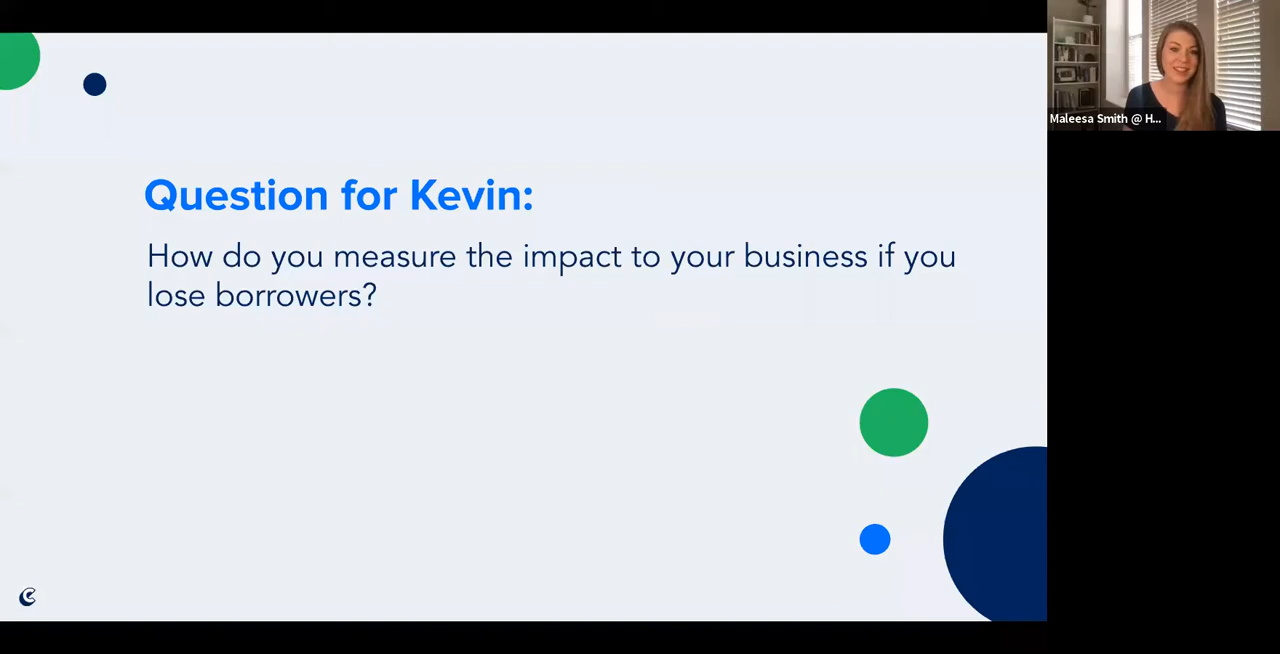 Question for Kevin:
How do you measure the impact to your business if you
lose borrowers?
Maleesa Smith @ H...